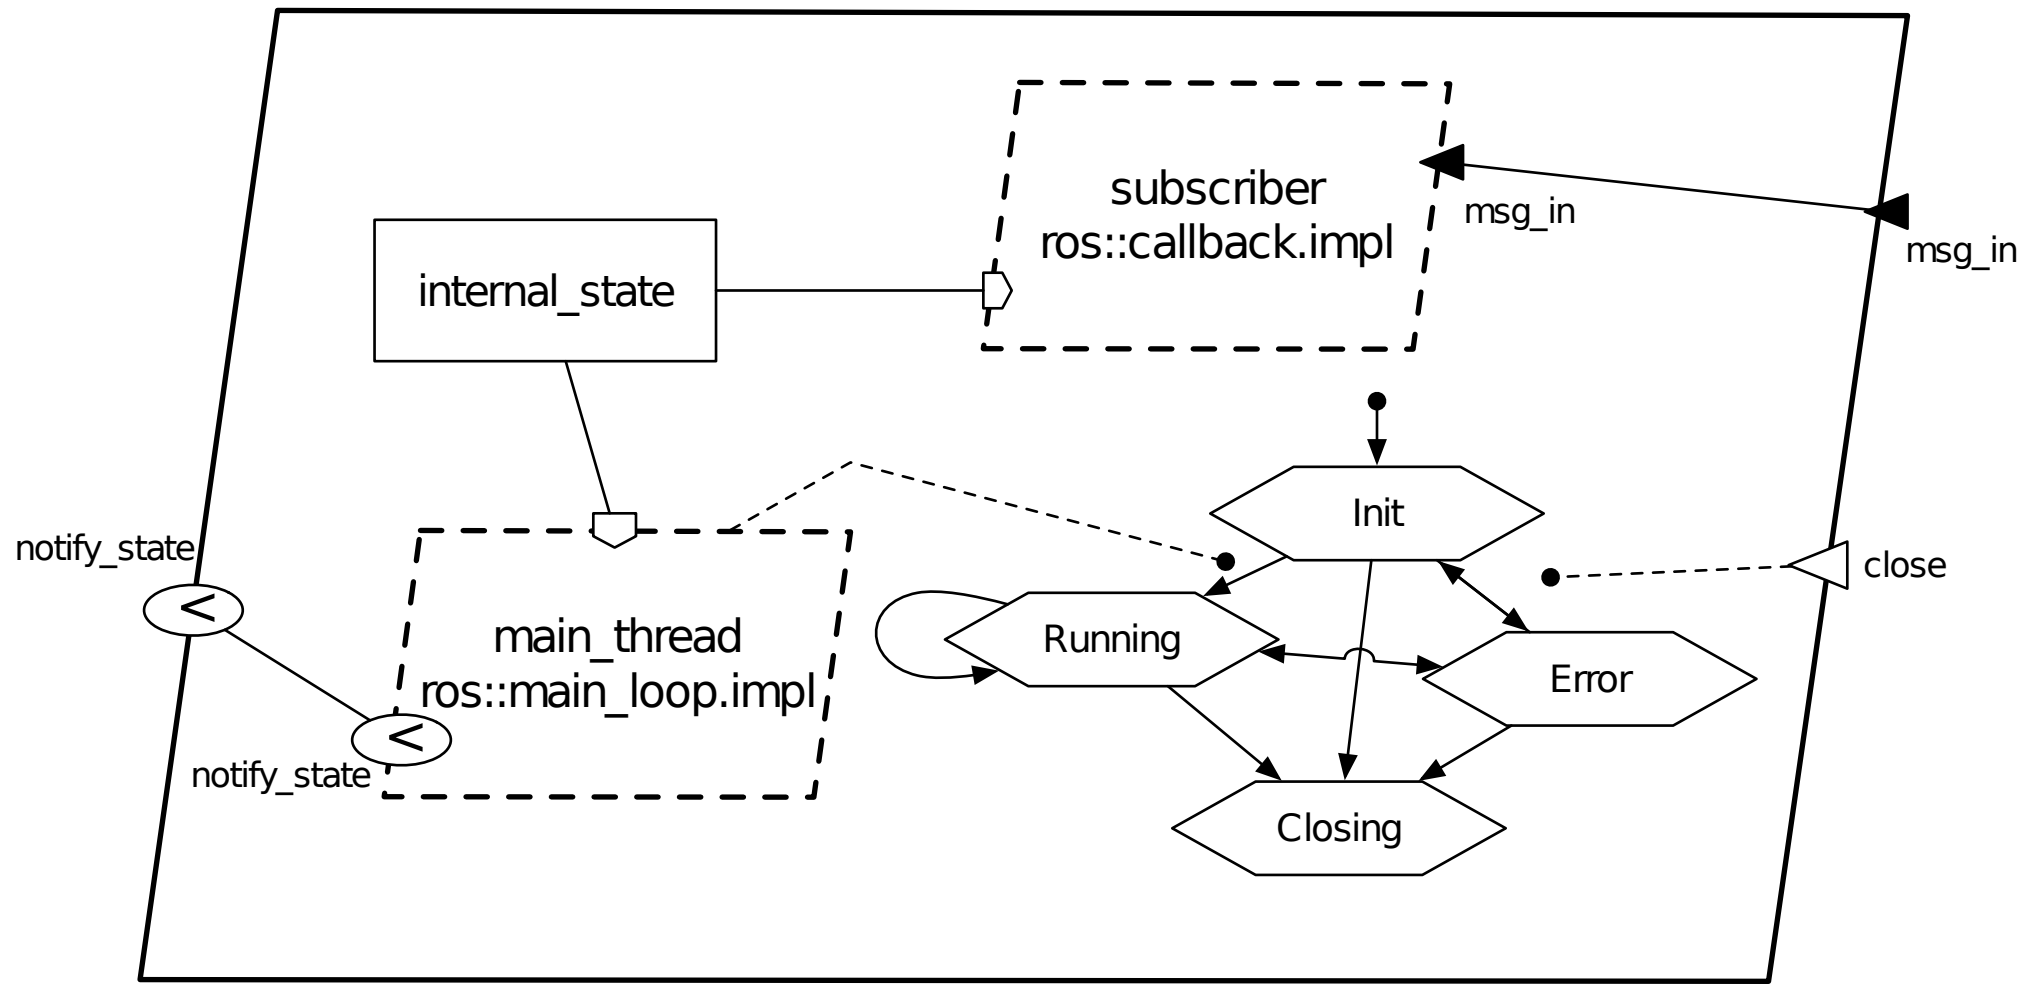 subscriber
ros::callback.impl
msg_in
msg_in
internal_state
Init
notify_state
close
<
main_thread
ros::main_loop.impl
Running
Error
<
notify_state
Closing